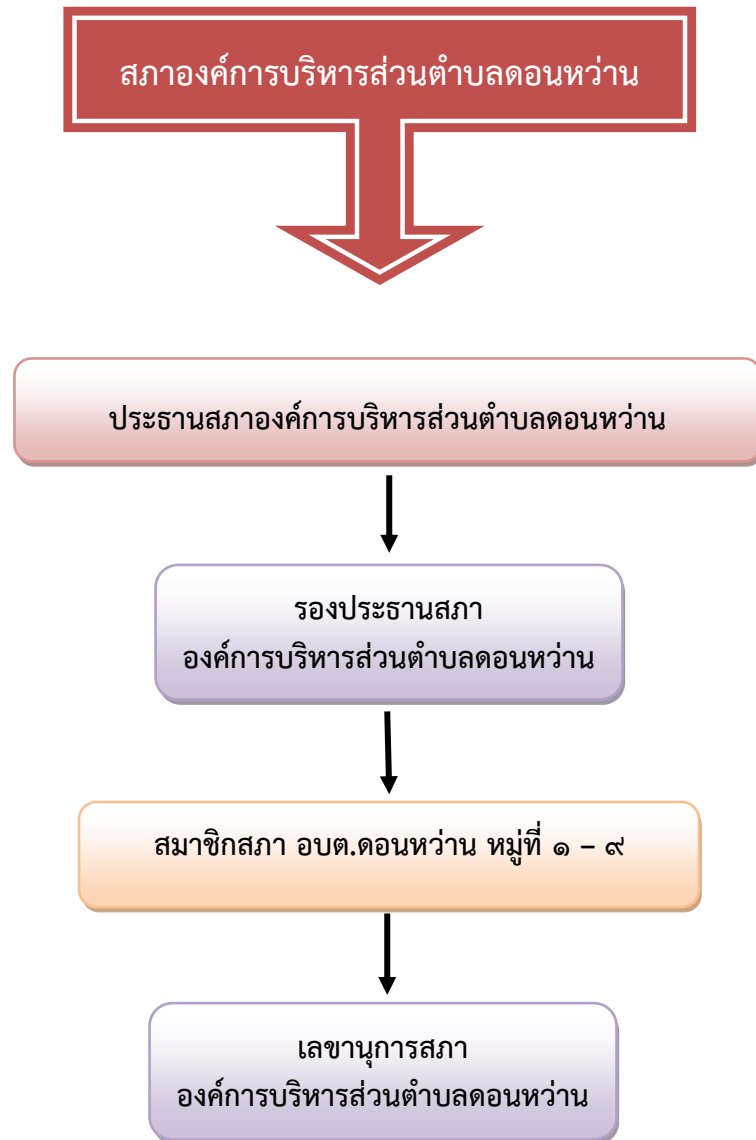 สภาองค์การบริหารส่วนตำบลดอนหว่าน
ประธานสภาองค์การบริหารส่วนตำบลดอนหว่าน
รองประธานสภา
องค์การบริหารส่วนตำบลดอนหว่าน
สมาชิกสภา อบต.ดอนหว่าน หมู่ที่ ๑ – ๙
เลขานุการสภา
องค์การบริหารส่วนตำบลดอนหว่าน